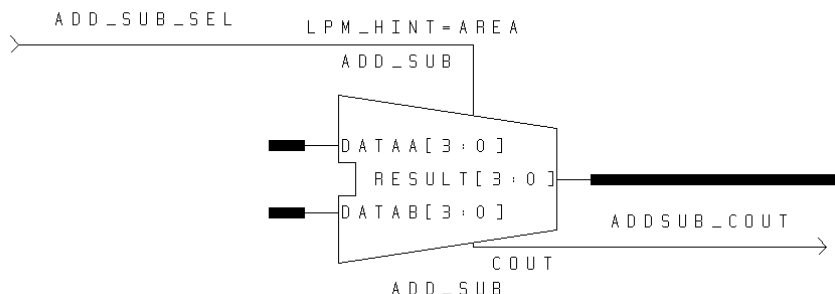 ADD_SUB_SEL
LPM_HINT=AREA
ADD_SUB
DATAA[3:0]
RESULT[3:0]
DATAB[3:0]
ADDSUB_COUT
COUT
ADD_SUB